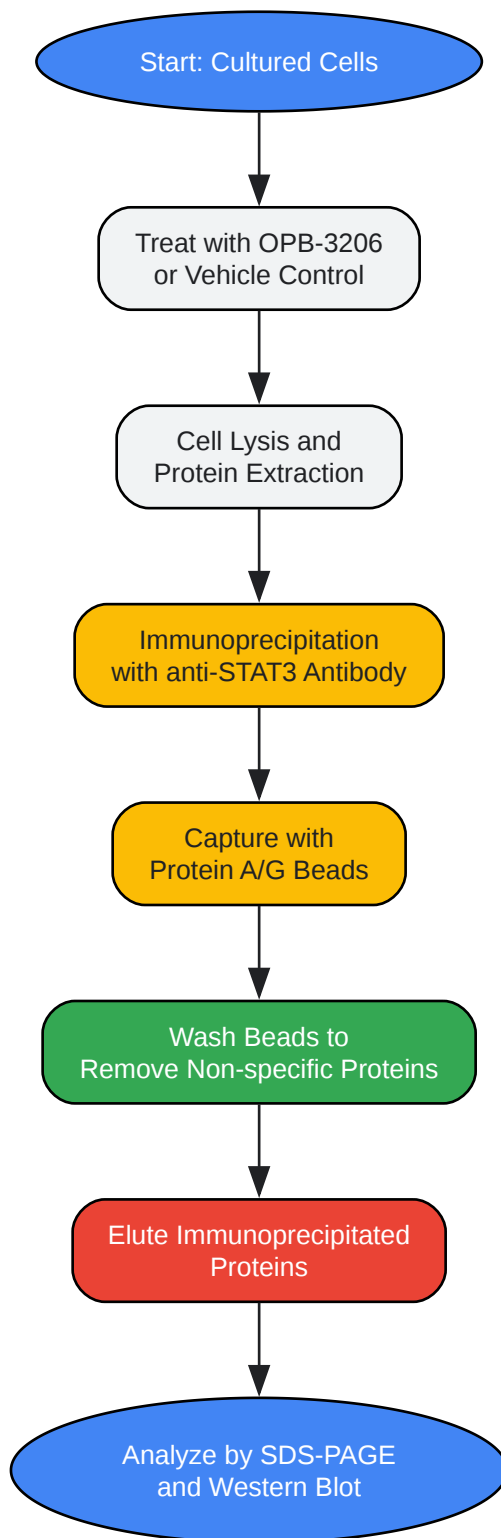 Start: Cultured Cells
Treat with OPB-3206
or Vehicle Control
Cell Lysis and
Protein Extraction
Immunoprecipitation
with anti-STAT3 Antibody
Capture with
Protein A/G Beads
Wash Beads to
Remove Non-specific Proteins
Elute Immunoprecipitated
Proteins
Analyze by SDS-PAGE
and Western Blot